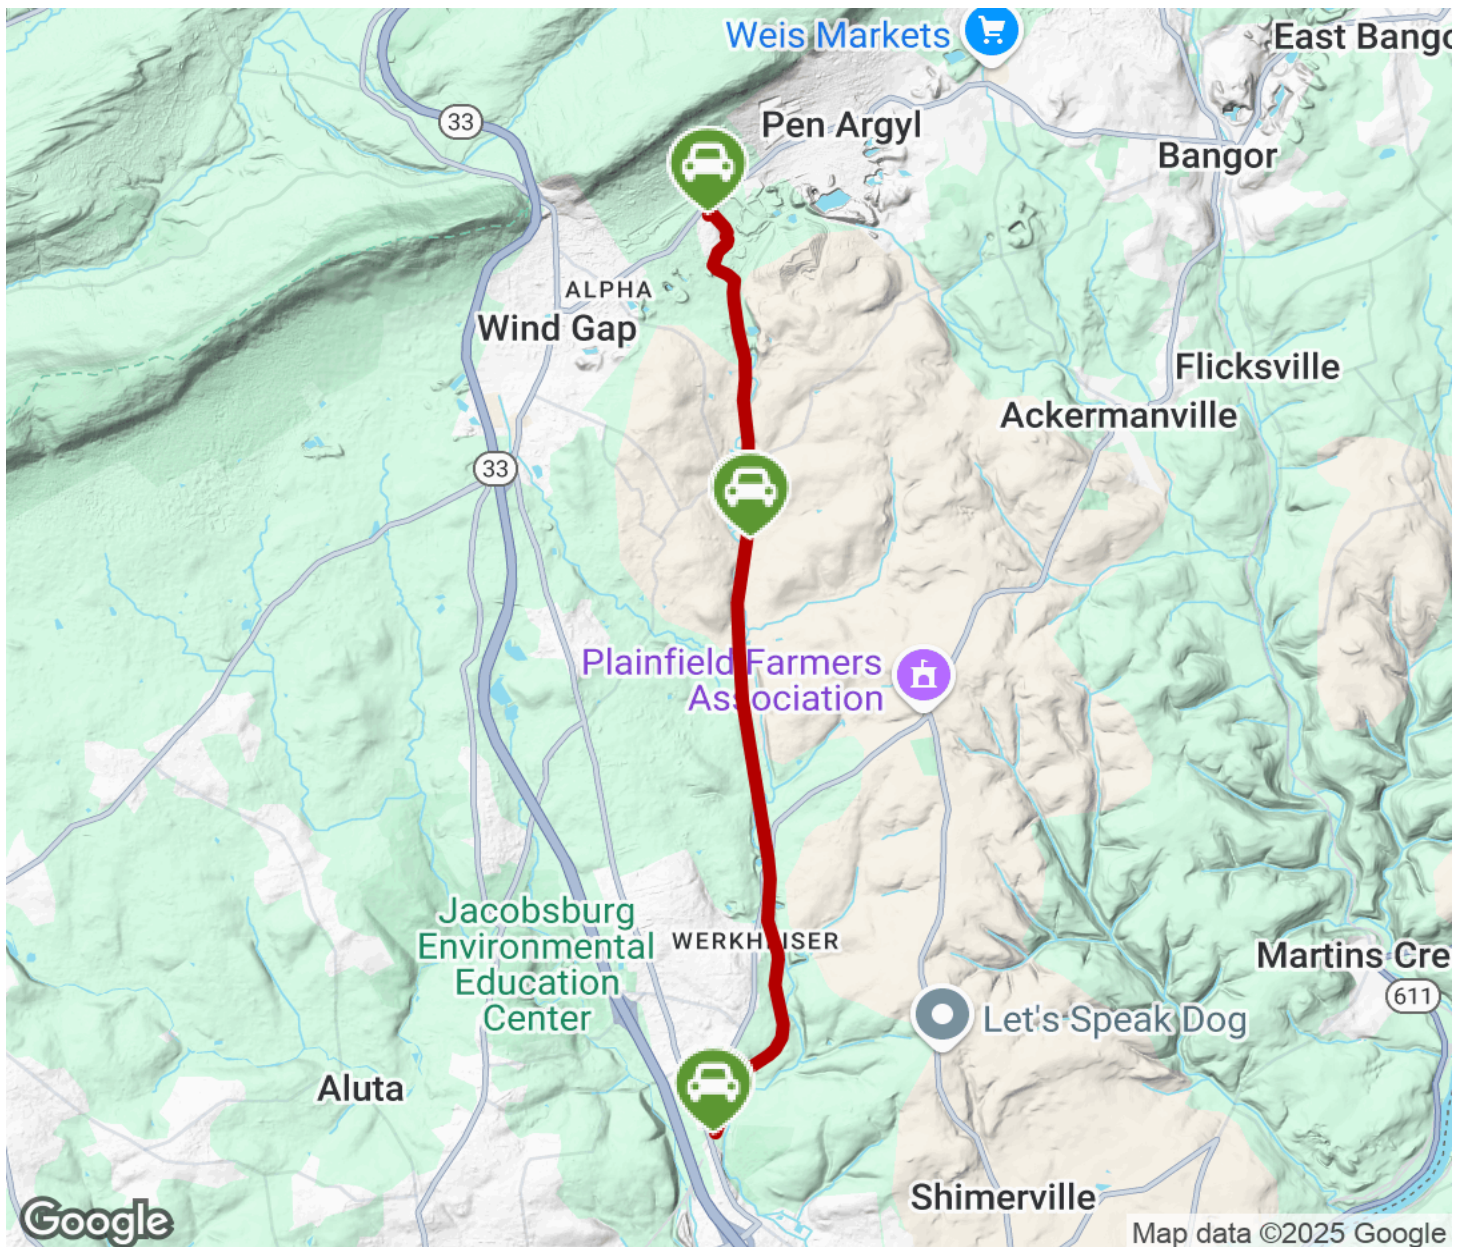 Weis Markets
East Bango
33
Pen Argyl
Bangor
ALPHA
Wind Gap
Flicksville
Ackermanville
33
Plainfield Farmers
Association
Jacobsburg
Environmental
Education
Center
WERKHEISER
Martins Cre
611
Let's Speak Dog
Aluta
Shimerville
Google
Map data ©2025 Google